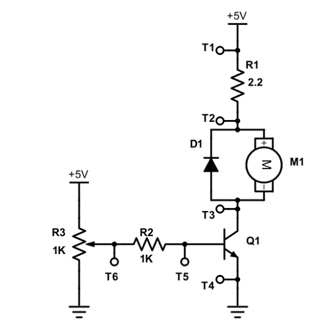 +5V
T1
R1
2.2
T2
D1
+
M
M1
-
+5V
T3
R3
1K
R2
1K
Q1
T6
T5
T4